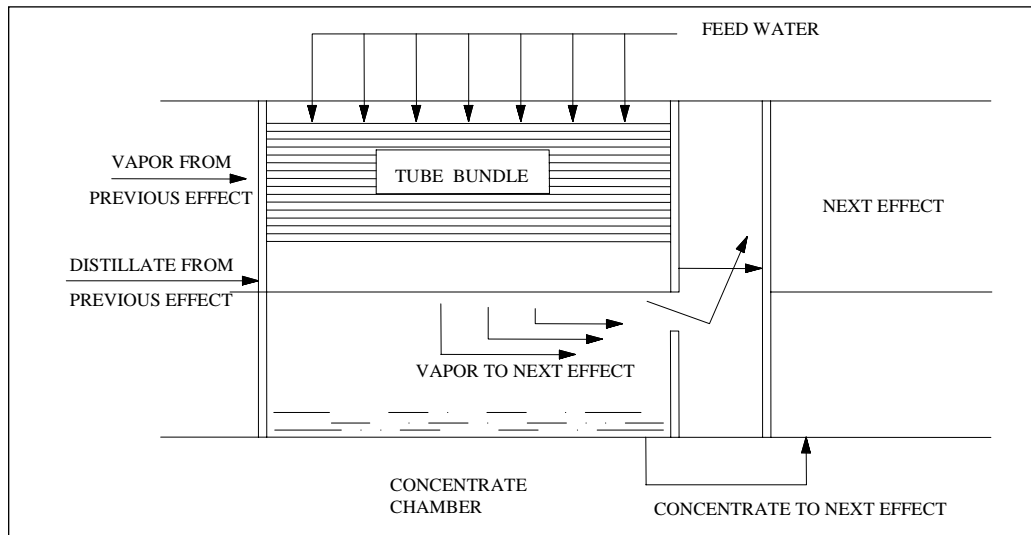 FEED WATER
VAPOR FROM
PREVIOUS EFFECT
TUBE BUNDLE
NEXT EFFECT
DISTILLATE FROM
PREVIOUS EFFECT
VAPOR TO NEXT EFFECT
CONCENTRATE
CHAMBER
CONCENTRATE TO NEXT EFFECT